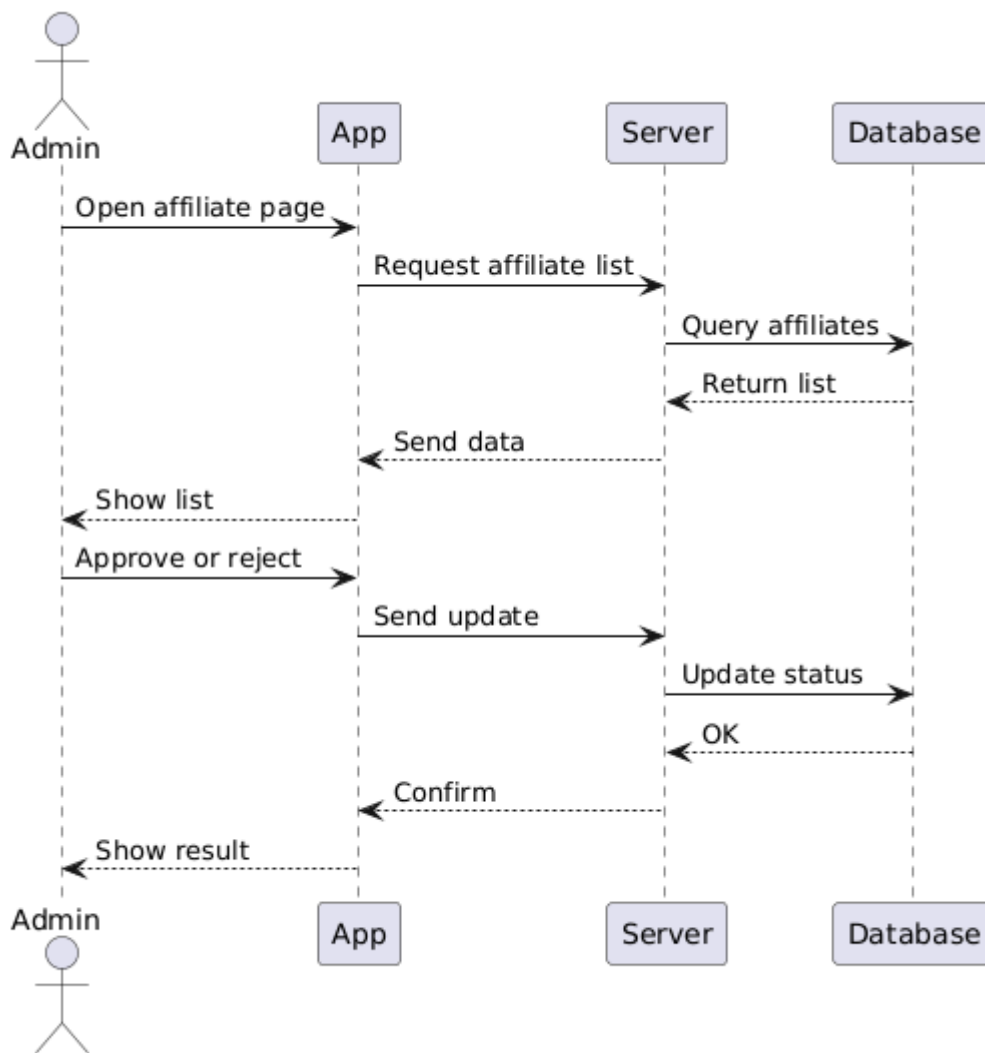 Admin
App
Server
Database
Open affiliate page
Request affiliate list
Query affiliates
Return list
Send data
Show list
Approve or reject
Send update
Update status
OK
Confirm
Show result
Admin
App
Server
Database